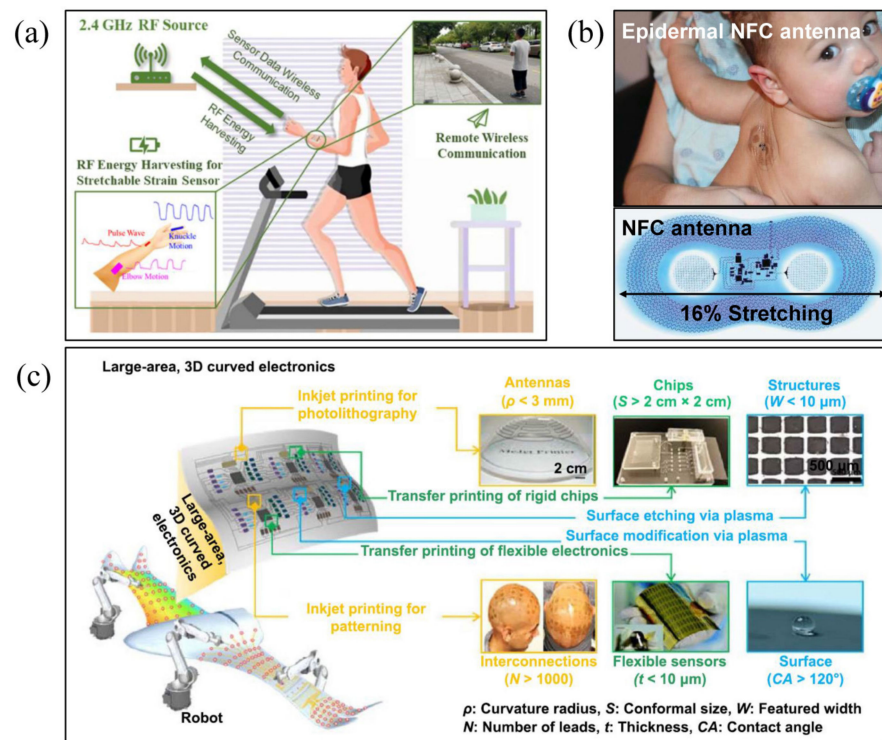 (a)
2.4 GHz RF Source
Sensor Data Wireless
Communication
RF Energy
Harvesting
RF Energy Harvesting for
Stretchable Strain Sensor
Remote Wireless
Communication
Pulse Wave
Knuckle
Motion
Elbow Motion
(b)
Epidermal NFC antenna
NFC antenna
16% Stretching
(c)
Large-area, 3D curved electronics
Inkjet printing for
photolithography
Antennas
(ρ < 3 mm)
Chips
(S > 2 cm × 2 cm)
Structures
(W < 10 μm)
MeJet Printer
2 cm
500 μm
Transfer printing of rigid chips
Surface etching via plasma
Surface modification via plasma
Transfer printing of flexible electronics
Large-area,
3D curved
electronics
Inkjet printing for
patterning
Interconnections
(N > 1000)
Flexible sensors
(t < 10 μm)
Surface
(CA > 120°)
Robot
ρ: Curvature radius, S: Conformal size, W: Featured width
N: Number of leads, t: Thickness, CA: Contact angle